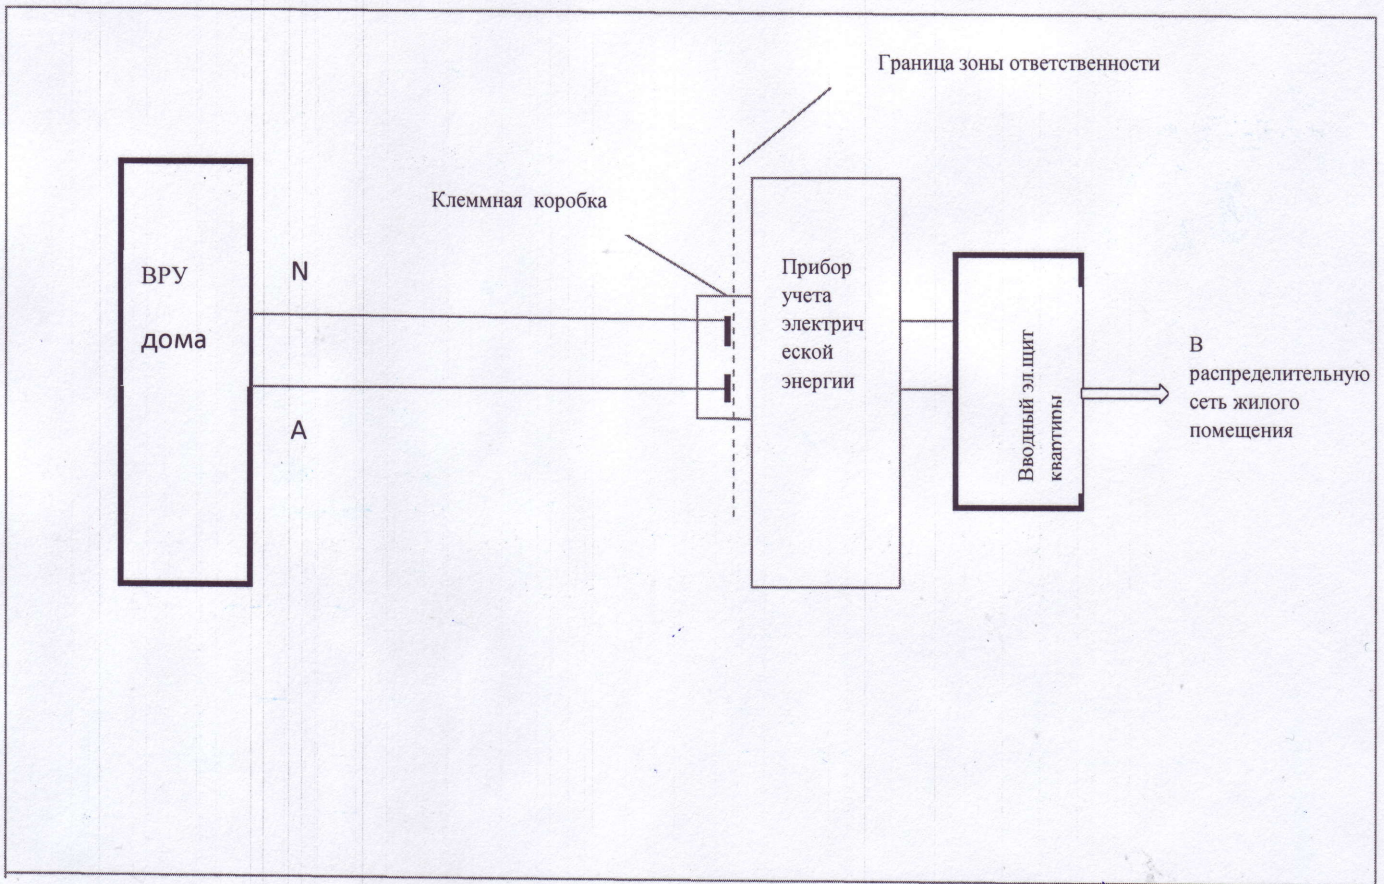 Граница зоны ответственности
Клеммная коробка
ВРУ
дома
N
A
Прибор
учета
электрич
еской
энергии
Вводный эл.щит
квартиры
В
распределительную
сеть жилого
помещения